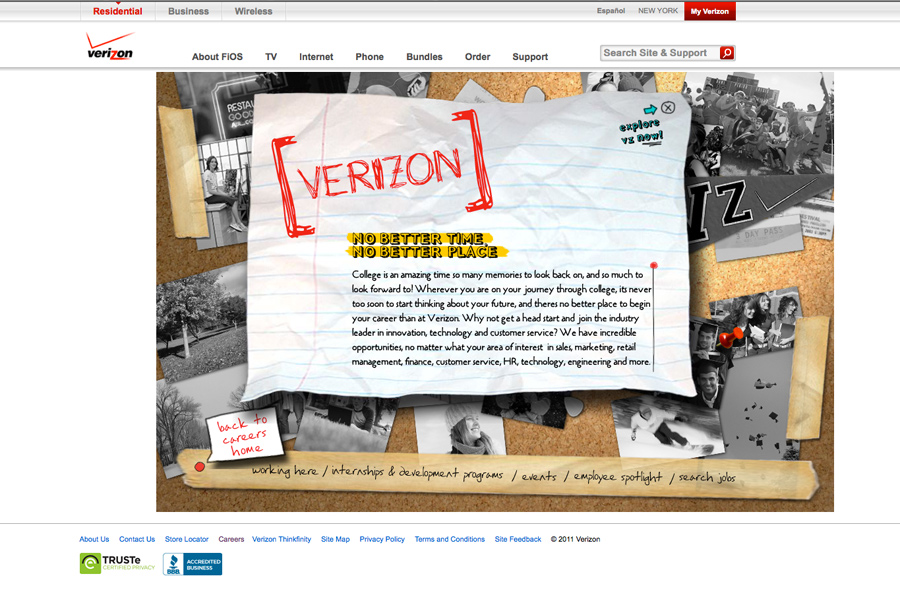 Residential Business Wireless Español NEW YORK My Verizon
verizon
About FiOS TV Internet Phone Bundles Order Support
Search Site & Support
RESTAU
GOO
explore
vz now!
[VERIZON]
IZ
DAY PASS
NO BETTER TIME
NO BETTER PLACE
College is an amazing time so many memories to look back on, and so much to
look forward to! Wherever you are on your journey through college, its never
too soon to start thinking about your future, and theres no better place to begin
your career than at Verizon. Why not get a head start and join the industry
leader in innovation, technology and customer service? We have incredible
opportunities, no matter what your area of interest in sales, marketing, retail
management, finance, customer service, HR, technology, engineering and more.
back to
careers
home
working here / internships & development programs / events / employee spotlight / search jobs
About Us Contact Us Store Locator Careers Verizon Thinkfinity Site Map Privacy Policy Terms and Conditions Site Feedback © 2011 Verizon
TRUSTe
CERTIFIED PRIVACY
BBB
ACCREDITED
BUSINESS